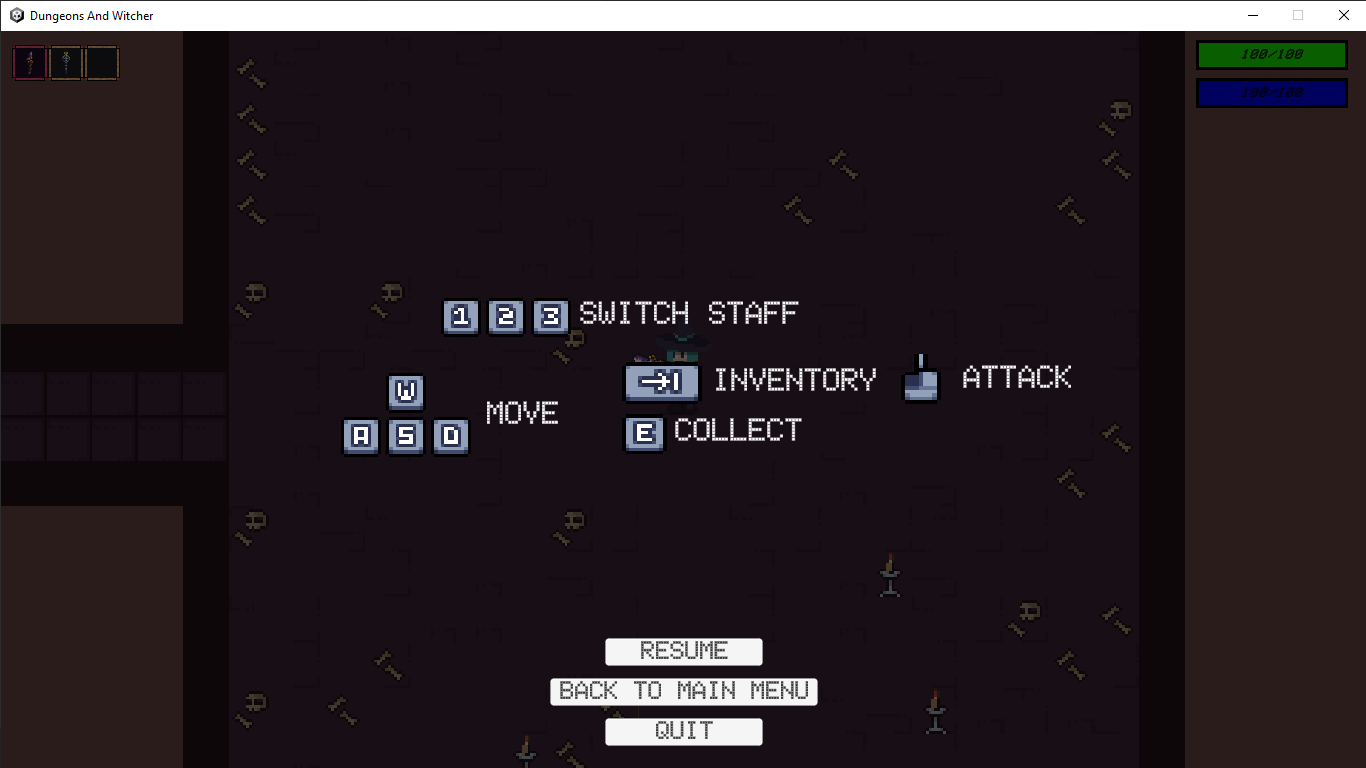 Dungeons And Witcher
100/100
100/100
1 2 3 SWITCH STAFF
W
A S D MOVE
INVENTORY
ATTACK
E COLLECT
RESUME
BACK TO MAIN MENU
QUIT